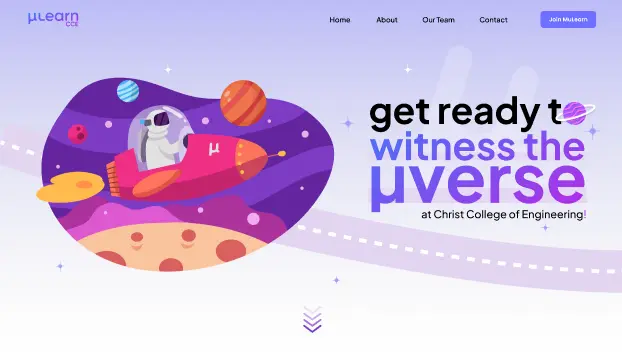 µLearn
CCE
Home
About
Our Team
Contact
Join MuLearn
µ
get ready to
witness the
µverse
at Christ College of Engineering!